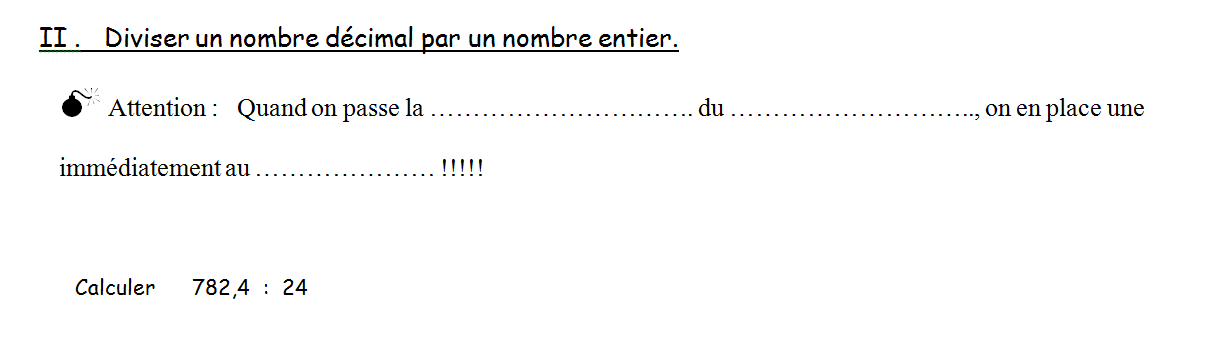 II . Diviser un nombre décimal par un nombre entier.
Attention : Quand on passe la …………………………. du ………………………..., on en place une
immédiatement au ………………… !!!!!
Calculer 782,4 : 24